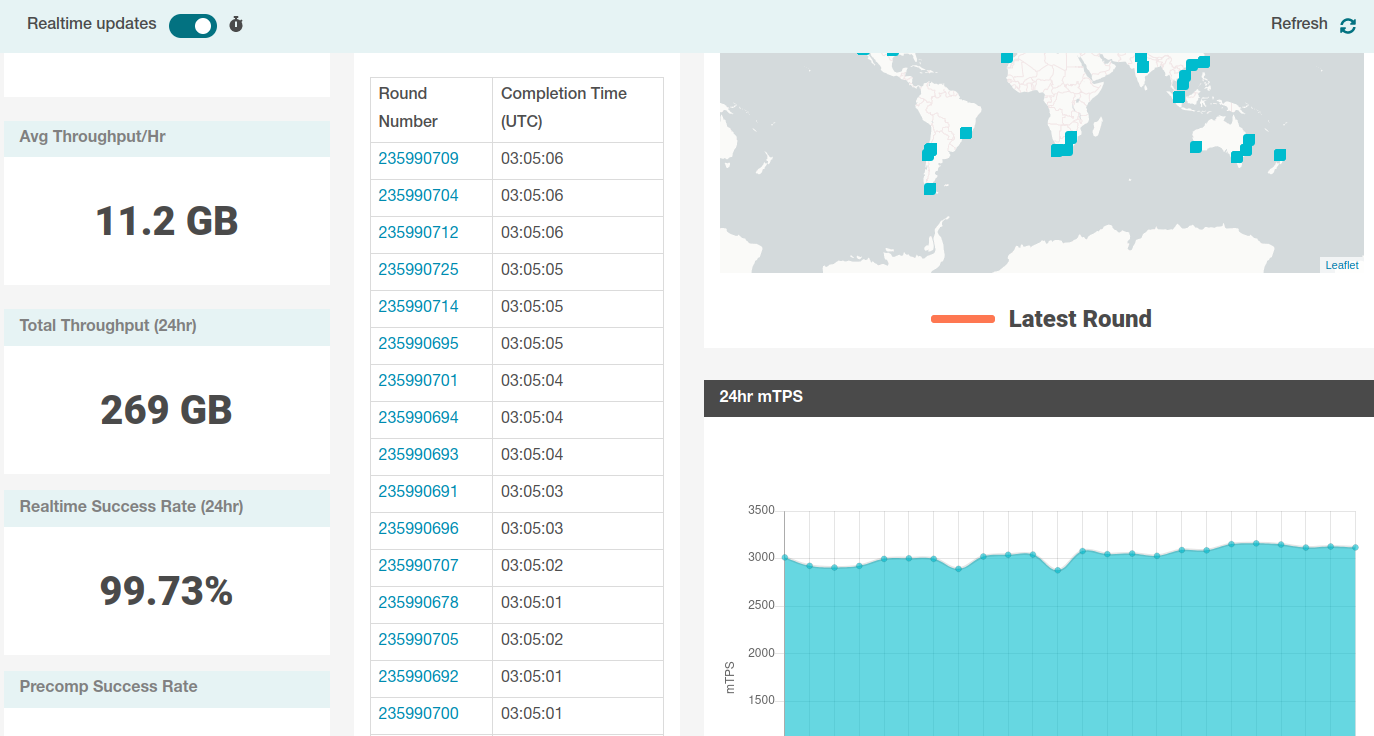 Realtime updates
Refresh
Avg Throughput/Hr
11.2 GB
Total Throughput (24hr)
269 GB
Realtime Success Rate (24hr)
99.73%
Precomp Success Rate
Round Number Completion Time (UTC)
235990709 03:05:06
235990704 03:05:06
235990712 03:05:06
235990725 03:05:05
235990714 03:05:05
235990695 03:05:05
235990701 03:05:04
235990694 03:05:04
235990693 03:05:04
235990691 03:05:03
235990696 03:05:03
235990707 03:05:02
235990678 03:05:01
235990705 03:05:02
235990692 03:05:01
235990700 03:05:01
Leaflet
Latest Round
24hr mTPS
3500
3000
2500
2000
1500
mTPS